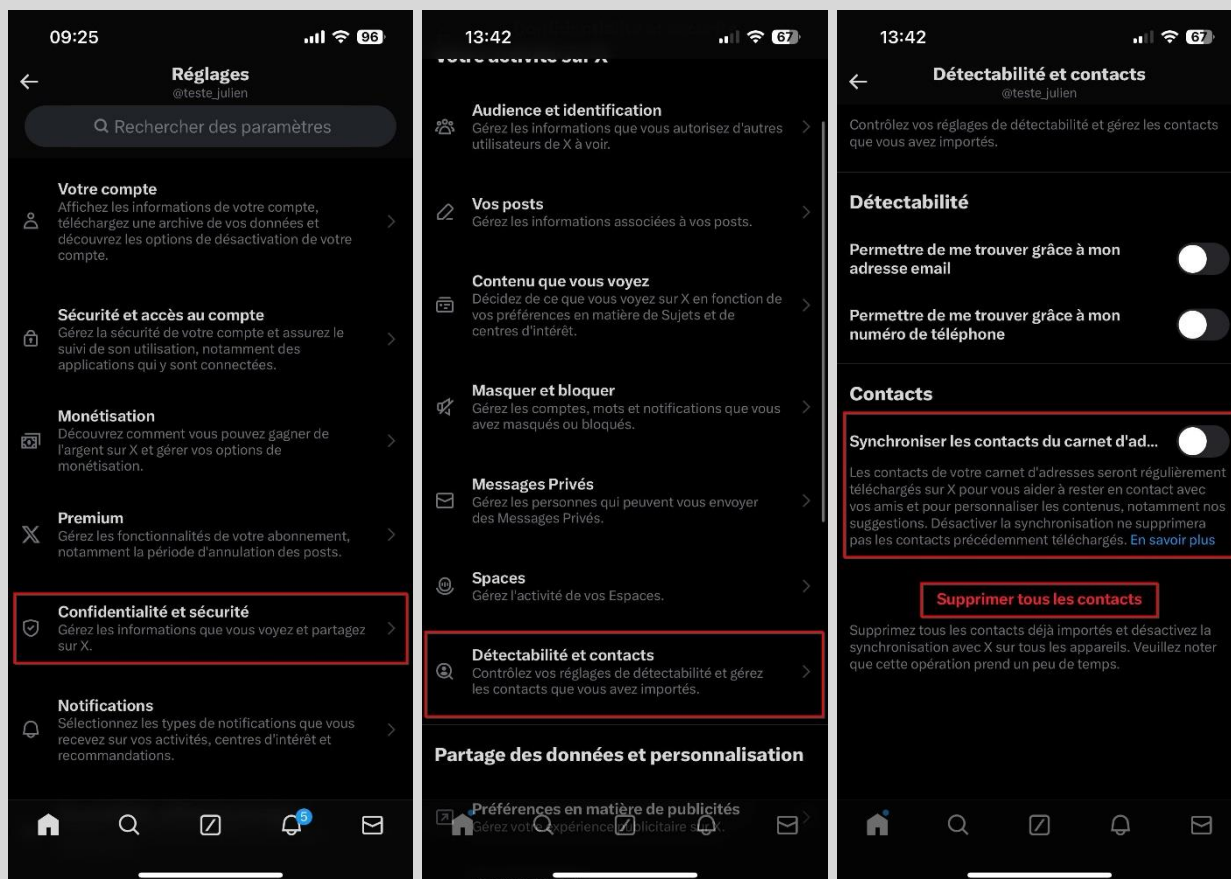 09:25
96
Réglages
@teste_julien
Rechercher des paramètres
Votre compte
Affichez les informations de votre compte,
téléchargez une archive de vos données et
découvrez les options de désactivation de votre
compte.
Sécurité et accès au compte
Gérez la sécurité de votre compte et assurez le
suivi de son utilisation, notamment des
applications qui y sont connectées.
Monétisation
Découvrez comment vous pouvez gagner de
l'argent sur X et gérer vos options de
monétisation.
Premium
Gérez les fonctionnalités de votre abonnement,
notamment la période d'annulation des posts.
Confidentialité et sécurité
Gérez les informations que vous voyez et partagez
sur X.
Notifications
Sélectionnez les types de notifications que vous
recevez sur vos activités, centres d'intérêt et
recommandations.
5
13:42
67
Votre activité sur X
Audience et identification
Gérez les informations que vous autorisez d'autres
utilisateurs de X à voir.
Vos posts
Gérez les informations associées à vos posts.
Contenu que vous voyez
Décidez de ce que vous voyez sur X en fonction de
vos préférences en matière de Sujets et de
centres d'intérêt.
Masquer et bloquer
Gérez les comptes, mots et notifications que vous
avez masqués ou bloqués.
Messages Privés
Gérez les personnes qui peuvent vous envoyer
des Messages Privés.
Spaces
Gérez l'activité de vos Espaces.
Détectabilité et contacts
Contrôlez vos réglages de détectabilité et gérez
les contacts que vous avez importés.
Partage des données et personnalisation
Préférences en matière de publicités
Gérez votre expérience publicitaire sur X.
13:42
67
Détectabilité et contacts
@teste_julien
Contrôlez vos réglages de détectabilité et gérez les contacts
que vous avez importés.
Détectabilité
Permettre de me trouver grâce à mon
adresse email
Permettre de me trouver grâce à mon
numéro de téléphone
Contacts
Synchroniser les contacts du carnet d'ad...
Les contacts de votre carnet d'adresses seront régulièrement
téléchargés sur X pour vous aider à rester en contact avec
vos amis et pour personnaliser les contenus, notamment nos
suggestions. Désactiver la synchronisation ne supprimera
pas les contacts précédemment téléchargés. En savoir plus
Supprimer tous les contacts
Supprimez tous les contacts déjà importés et désactivez la
synchronisation avec X sur tous les appareils. Veuillez noter
que cette opération prend un peu de temps.